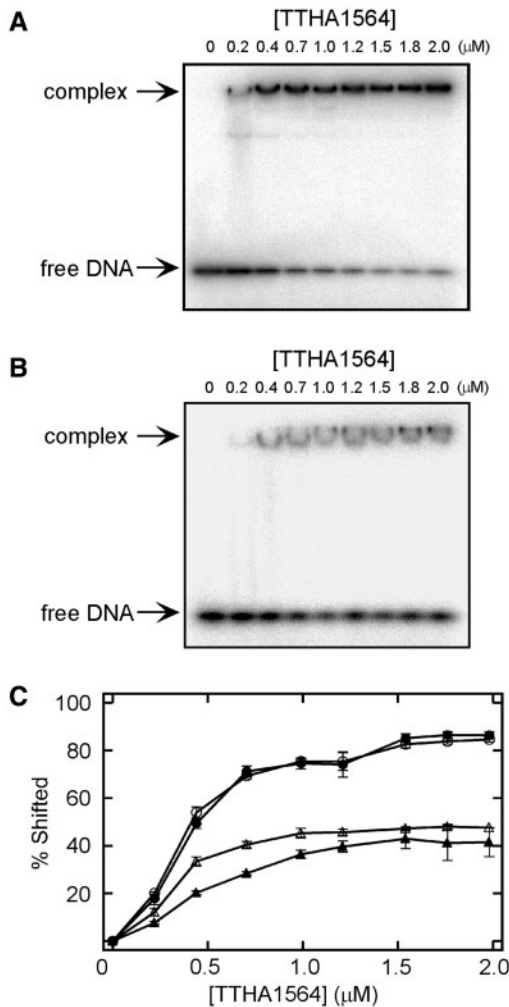 A
[TTHA1564]
0 0.2 0.4 0.7 1.0 1.2 1.5 1.8 2.0 (μM)
complex
free DNA
B
[TTHA1564]
0 0.2 0.4 0.7 1.0 1.2 1.5 1.8 2.0 (μM)
complex
free DNA
C
100
80
60
40
20
% Shifted
0 0.5 1.0 1.5 2.0
[TTHA1564] (μM)